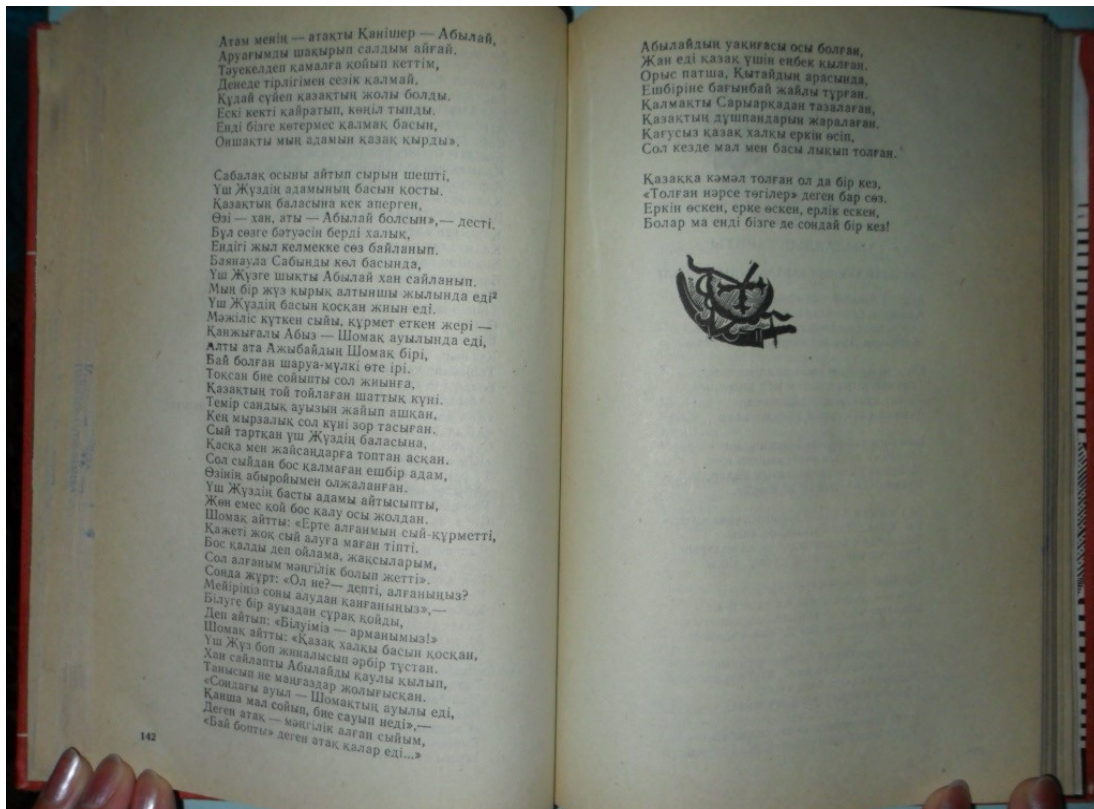 Атам менің — атақты Қанішер — Абылай,
Аруағымды шақырып салдым айғай.
Тәуекелдеп қамалға қойып кеттім,
Денеде тірлігімен сезік қалмай,
Құдай сүйеп қазақтың жолы болды.
Ескі кекті қайратып, көңіл тынды.
Енді бізге көтермес қалмақ басын,
Оншақты мың адамын қазақ қырды».
Сабалақ осыны айтып сырын шешті,
Үш Жүздің адамының басын қосты.
Қазақтың баласына кек әперген,
Өзі — хан, аты — Абылай болсын»,— десті.
Бұл сөзге бәтуәсін берді халық,
Ендігі жыл келмекке сөз байланып.
Баянаула Сабынды көл басында,
Үш Жүзге шықты Абылай хан сайланып.
Мың бір жүз қырық алтыншы жылында еді²
Үш Жүздің басын қосқан жиын еді.
Мәжіліс күткен сыйы, құрмет еткен жері —
Қанжығалы Абыз — Шомақ ауылында еді,
Алты ата Ажыбайдың Шомақ бірі,
Бай болған шаруа-мүлкі өте ірі.
Тоқсан бие сойыпты сол жиынға,
Қазақтың той тойлаған шаттық күні.
Темір сандық ауызын жайып ашқан,
Кең мырзалық сол күні зор тасыған.
Сый тартқан үш Жүздің баласына,
Қасқа мен жайсаңдарға топтан асқан.
Сол сыйдан бос қалмаған ешбір адам,
Өзінің абыройымен олжаланған.
Үш Жүздің басты адамы айтысыпты,
Жөн емес қой бос қалу осы жолдан.
Шомақ айтты: «Ерте алғанмын сый-құрметті,
Қажеті жоқ сый алуға маған тіпті.
Бос қалды деп ойлама, жақсыларым,
Сол алғаным мәңгілік болып жетті».
Сонда жұрт: «Ол не?— депті, алғаныңыз?
Мейіріңіз соны алудан қанғаныңыз»,—
Білуге бір ауыздан сұрақ қойды,
Деп айтып: «Білуіміз — арманымыз!»
Шомақ айтты: «Қазақ халқы басын қосқан,
Үш Жүз боп жиналысып әрбір тұстан.
Хан сайлапты Абылайды қаулы қылып,
Танысып не маңғаздар жолығысқан.
«Сондағы ауыл — Шомақтың ауылы еді,
Қанша мал сойып, бие сауып неді»,—
Деген атақ — мәңгілік алған сыйым,
«Бай бопты» деген атақ қалар еді...»
142
Абылайдың уақиғасы осы болған,
Жан еді қазақ үшін еңбек қылған.
Орыс патша, Қытайдың арасында,
Ешбіріне бағынбай жайлы тұрған.
Қалмақты Сарыарқадан тазалаған,
Қазақтың дұшпандарын жаралаған.
Қағусыз қазақ халқы еркін өсіп,
Сол кезде мал мен басы лықып толған.
Қазаққа кәмәл толған ол да бір кез,
«Толған нәрсе төгілер» деген бар сөз.
Еркін өскен, ерке өскен, ерлік ескен,
Болар ма енді бізге де сондай бір кез!